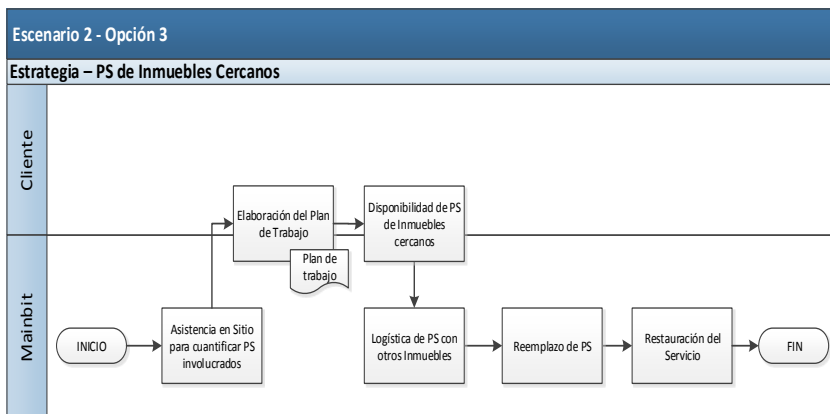 Escenario 2 - Opción 3
Estrategia – PS de Inmuebles Cercanos
Cliente
Elaboración del Plan
de Trabajo
Plan de
trabajo
Disponibilidad de PS
de Inmuebles
cercanos
Mainbit
INICIO
Asistencia en Sitio
para cuantificar PS
involucrados
Logística de PS con
otros Inmuebles
Reemplazo de PS
Restauración del
Servicio
FIN